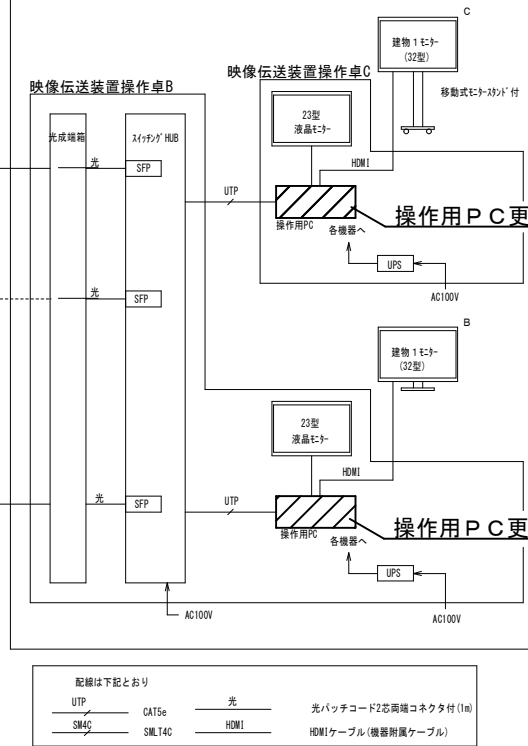 C
建物１モニター
(32型)
移動式モニタースタンド付
映像伝送装置操作卓C
映像伝送装置操作卓B
23型
液晶モニター
光成端箱
スイッチングHUB
HDMI
光
SFP
UTP
操作用ＰＣ更
操作用PC
各機器へ
UPS
AC100V
光
SFP
B
建物１モニター
(32型)
23型
液晶モニター
HDMI
光
SFP
UTP
操作用ＰＣ更
操作用PC
各機器へ
UPS
AC100V
AC100V
配線は下記とおり
UTP
CAT5e
光
光パッチコード2芯両端コネクタ付(1m)
SM4C
SMLT4C
HDMI
HDMIケーブル(機器附属ケーブル)